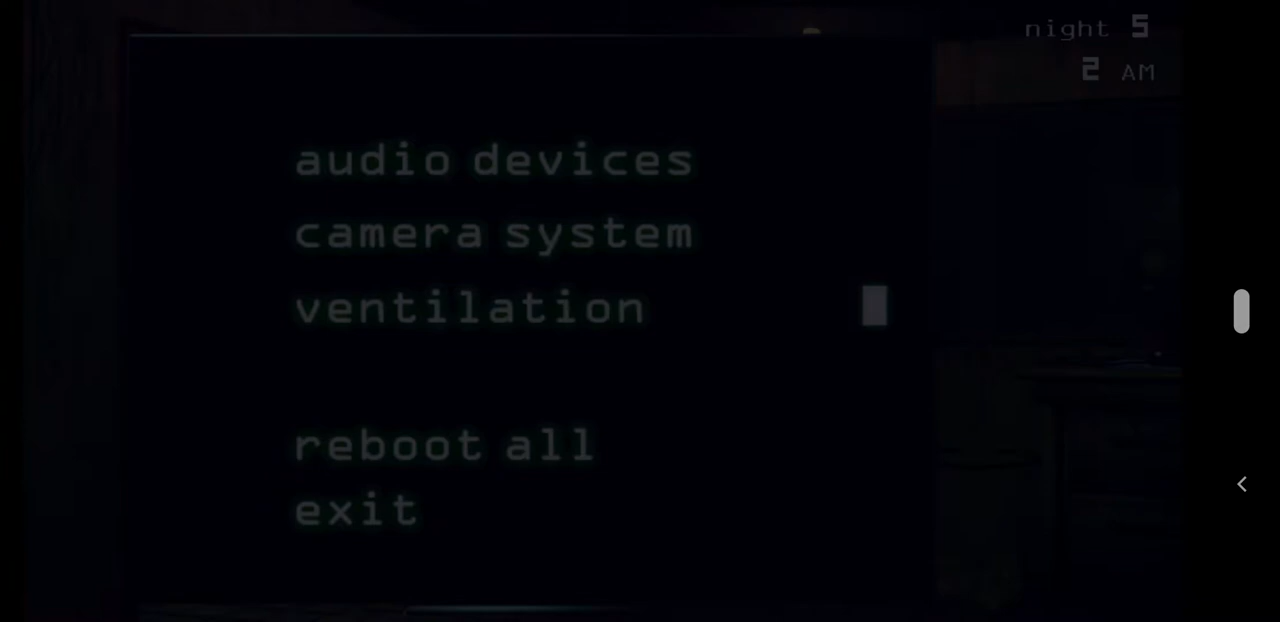 night 5
2 AM
audio devices
camera system
ventilation
reboot all
exit